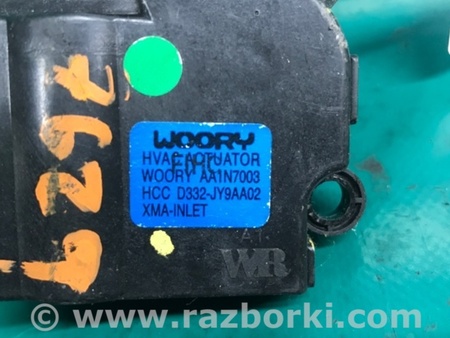 WOORY
HVAC ACTUATOR
WOORY AA1N7003
HCC D332-JY9AA02
XMA-INLET
WR
www.razborki.com